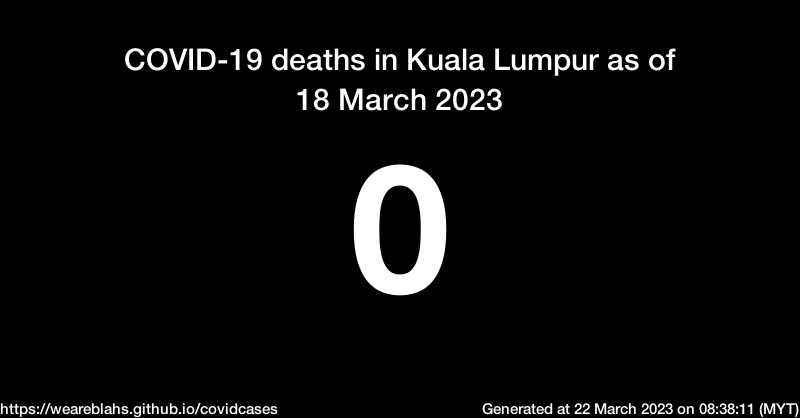 COVID-19 deaths in Kuala Lumpur as of
18 March 2023
0
https://weareblahs.github.io/covidcases
Generated at 22 March 2023 on 08:38:11 (MYT)